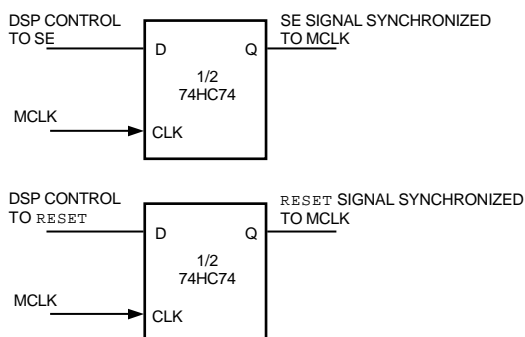 DSP CONTROL
TO SE
SE SIGNAL SYNCHRONIZED
TO MCLK
D
Q
1/2
74HC74
MCLK
CLK
DSP CONTROL
TO RESET
RESET SIGNAL SYNCHRONIZED
TO MCLK
D
Q
1/2
74HC74
MCLK
CLK